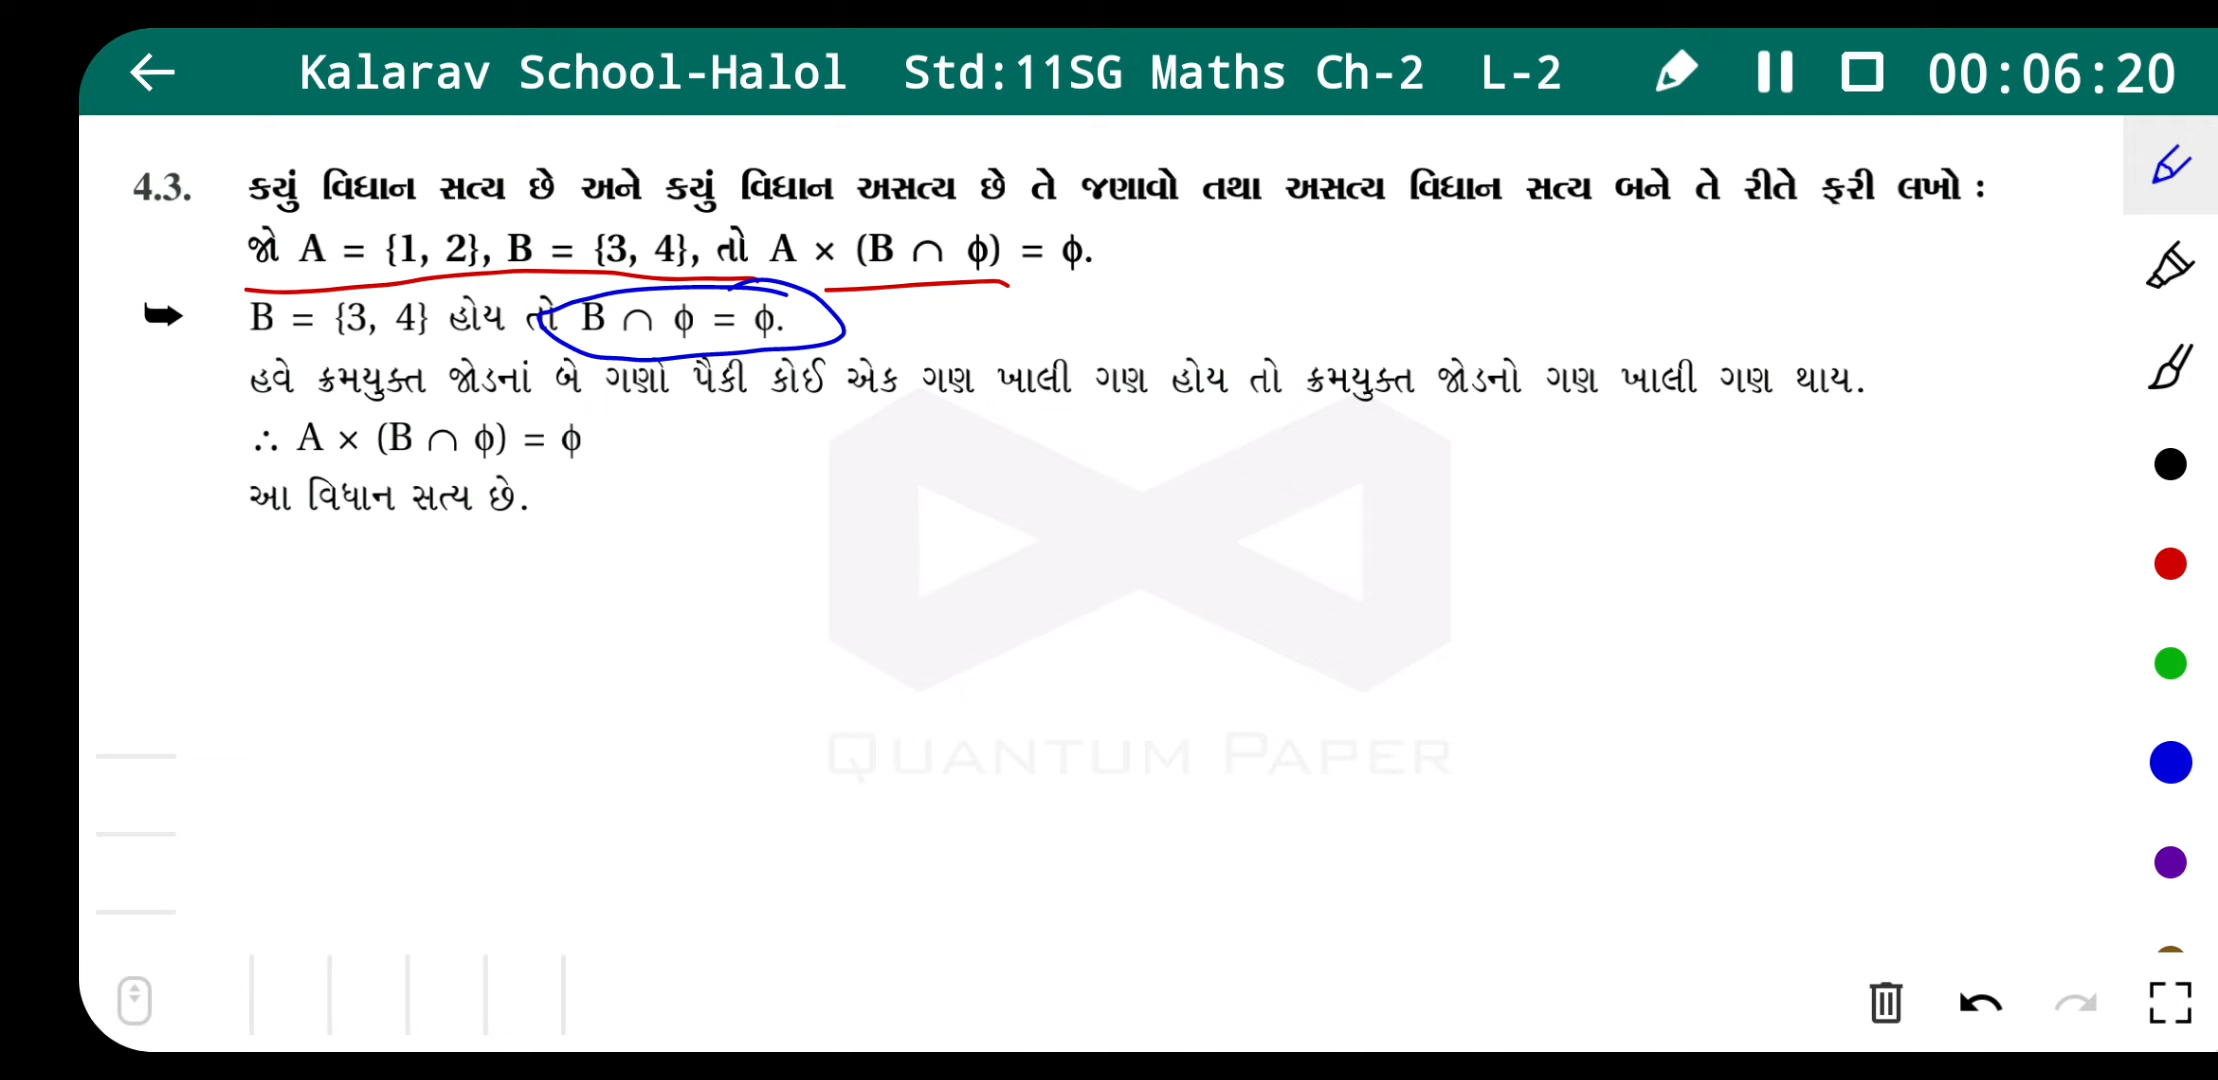 Kalarav School-Halol Std:11SG Maths Ch-2 L-2 00:06:20
4.3. કયું વિધાન સત્ય છે અને કયું વિધાન અસત્ય છે તે જણાવો તથા અસત્ય વિધાન સત્ય બને તે રીતે ફરી લખો :
જો A = {1, 2}, B = {3, 4}, તો A × (B ∩ ϕ) = ϕ.
➥ B = {3, 4} હોય તો B ∩ ϕ = ϕ.
હવે ક્રમયુક્ત જોડનાં બે ગણો પૈકી કોઈ એક ગણ ખાલી ગણ હોય તો ક્રમયુક્ત જોડનો ગણ ખાલી ગણ થાય.
∴ A × (B ∩ ϕ) = ϕ
આ વિધાન સત્ય છે.
QUANTUM PAPER